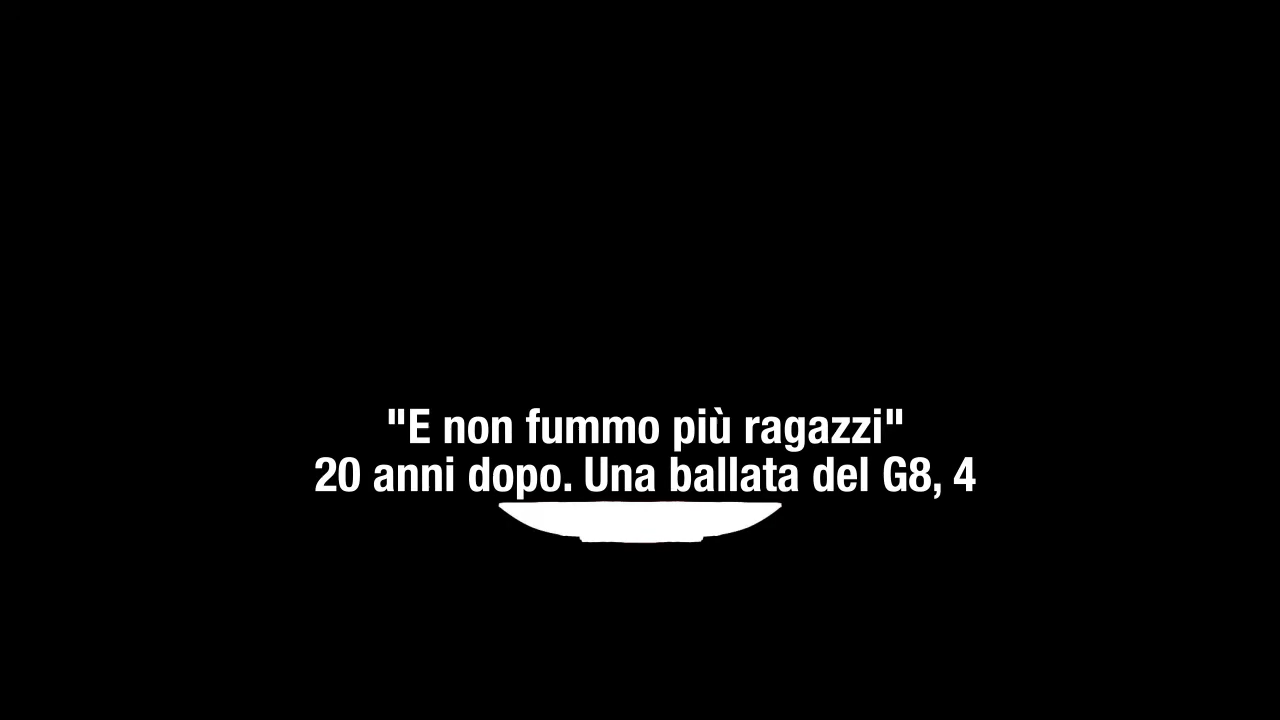 "E non fummo più ragazzi"
20 anni dopo. Una ballata del G8, 4